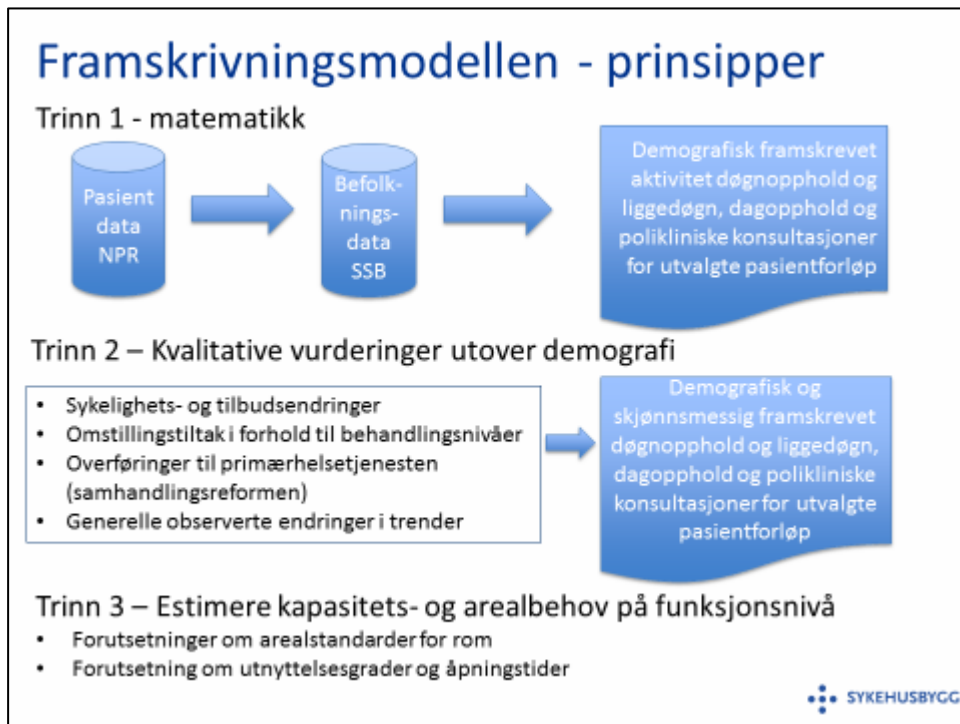 Framskrivningsmodellen - prinsipper
Trinn 1 - matematikk
Pasient
data
NPR
Befolk-
nings-
data
SSB
Demografisk framskrevet
aktivitet døgnopphold og
liggedøgn, dagopphold og
polikliniske konsultasjoner
for utvalgte pasientforløp
Trinn 2 – Kvalitative vurderinger utover demografi
• Sykelighets- og tilbudsendringer
• Omstillingstiltak i forhold til behandlingsnivåer
• Overføringer til primærhelsetjenesten
(samhandlingsreformen)
• Generelle observerte endringer i trender
Demografisk og
skjønnsmessig framskrevet
døgnopphold og liggedøgn,
dagopphold og polikliniske
konsultasjoner for utvalgte
pasientforløp
Trinn 3 – Estimere kapasitets- og arealbehov på funksjonsnivå
• Forutsetninger om arealstandarder for rom
• Forutsetning om utnyttelsesgrader og åpningstider
SYKEHUSBYGG